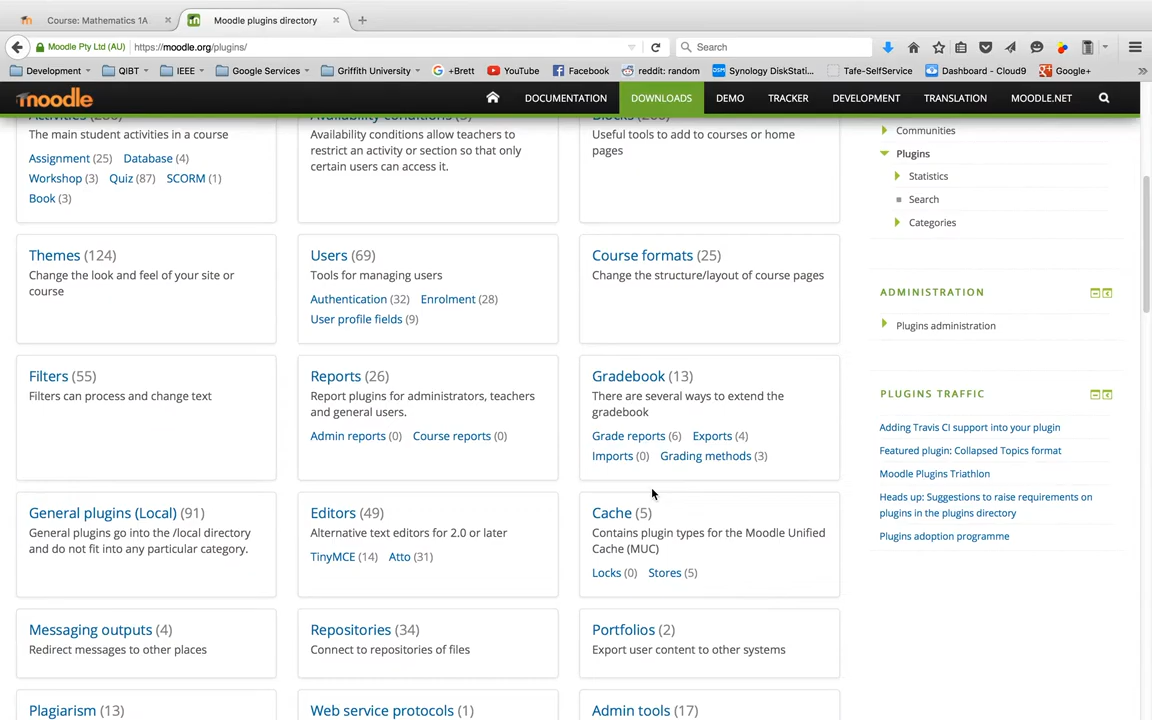 Course: Mathematics 1A
Moodle plugins directory
Moodle Pty Ltd (AU)
https://moodle.org/plugins/
Search
Development
QIBT
IEEE
Google Services
Griffith University
+Brett
YouTube
Facebook
reddit: random
Synology DiskStati...
Tafe-SelfService
Dashboard - Cloud9
Google+
moodle
DOCUMENTATION
DOWNLOADS
DEMO
TRACKER
DEVELOPMENT
TRANSLATION
MOODLE.NET
The main student activities in a course
Assignment (25) Database (4)
Workshop (3) Quiz (87) SCORM (1)
Book (3)
Availability conditions allow teachers to
restrict an activity or section so that only
certain users can access it.
Useful tools to add to courses or home
pages
Themes (124)
Change the look and feel of your site or
course
Users (69)
Tools for managing users
Authentication (32) Enrolment (28)
User profile fields (9)
Course formats (25)
Change the structure/layout of course pages
Filters (55)
Filters can process and change text
Reports (26)
Report plugins for administrators, teachers
and general users.
Admin reports (0) Course reports (0)
Gradebook (13)
There are several ways to extend the
gradebook
Grade reports (6) Exports (4)
Imports (0) Grading methods (3)
General plugins (Local) (91)
General plugins go into the /local directory
and do not fit into any particular category.
Editors (49)
Alternative text editors for 2.0 or later
TinyMCE (14) Atto (31)
Cache (5)
Contains plugin types for the Moodle Unified
Cache (MUC)
Locks (0) Stores (5)
Messaging outputs (4)
Redirect messages to other places
Repositories (34)
Connect to repositories of files
Portfolios (2)
Export user content to other systems
Plagiarism (13)
Web service protocols (1)
Admin tools (17)
Communities
Plugins
Statistics
Search
Categories
ADMINISTRATION
Plugins administration
PLUGINS TRAFFIC
Adding Travis CI support into your plugin
Featured plugin: Collapsed Topics format
Moodle Plugins Triathlon
Heads up: Suggestions to raise requirements on
plugins in the plugins directory
Plugins adoption programme